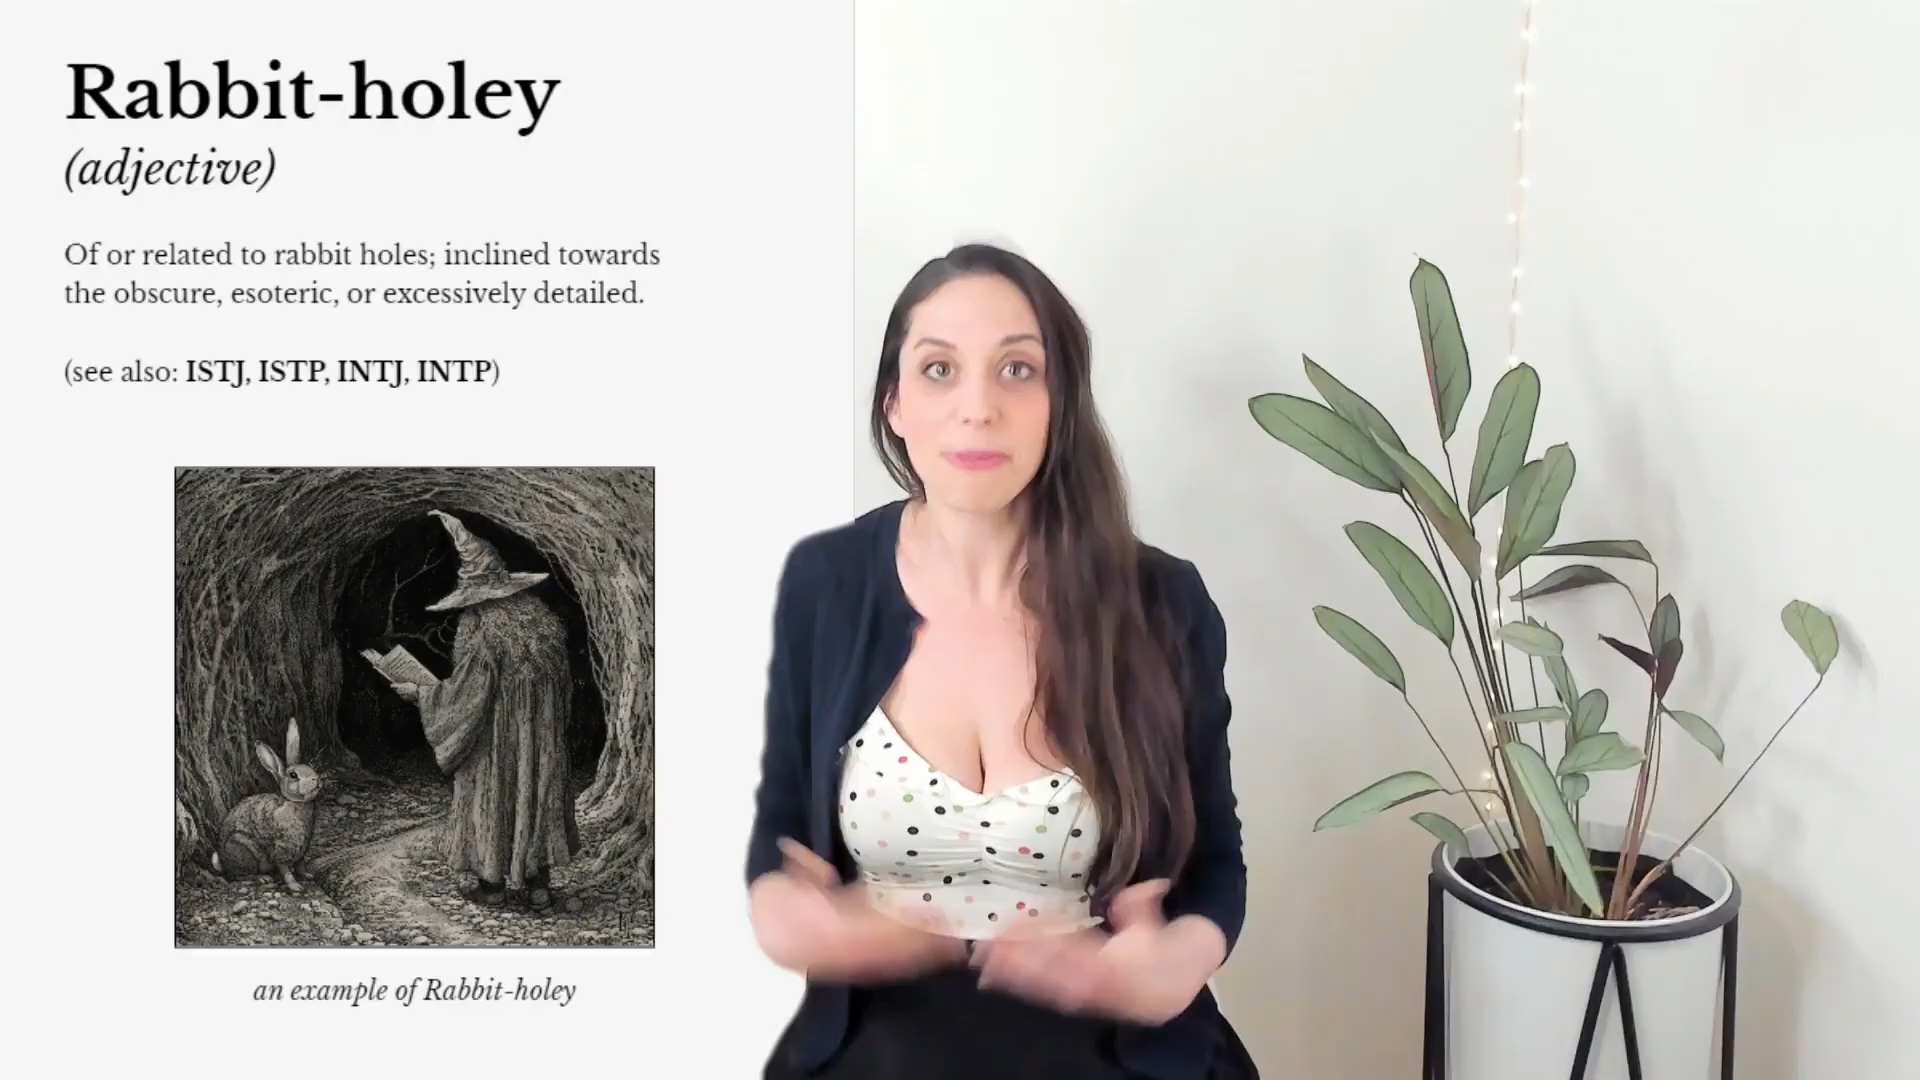 Rabbit-holey
(adjective)
Of or related to rabbit holes; inclined towards
the obscure, esoteric, or excessively detailed.
(see also: ISTJ, ISTP, INTJ, INTP)
an example of Rabbit-holey